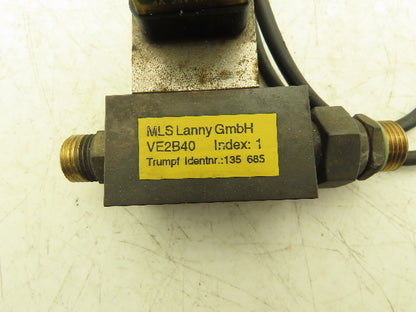 MLS Lanny GmbH
VE2B40 Index: 1
Trumpf Identnr.:135 685